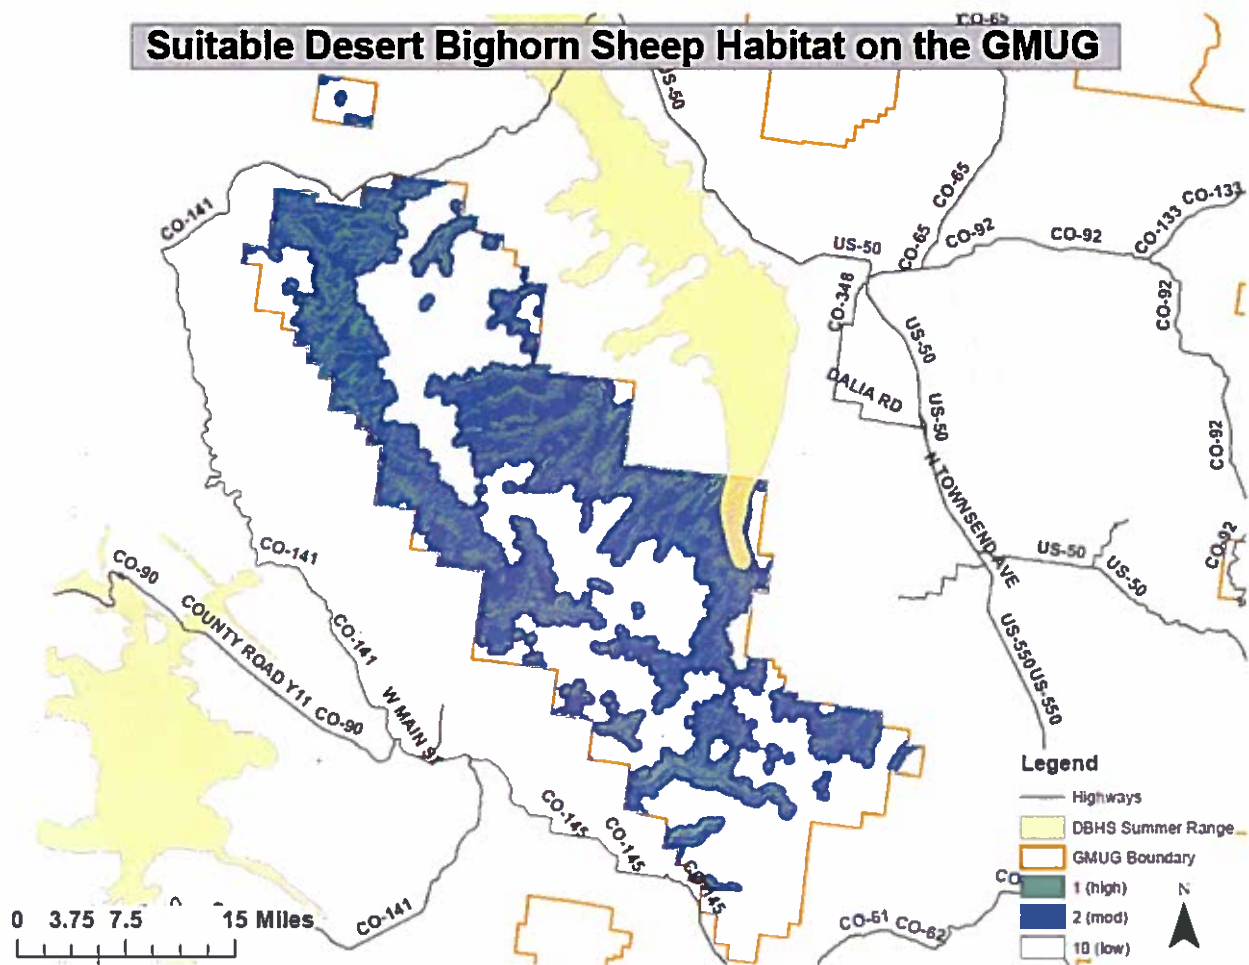 CO-65
Suitable Desert Bighorn Sheep Habitat on the GMUG
US-50
CO-141
CO-65
CO-133
CO-133
CO-65
CO-92
CO-92
US-50
CO-348
CO-92
US-50
DALIA RD
US-50
CO-92
N TOWNSEND AVE
CO-141
US-50
US-50
CO-92
CO-90
COUNTY ROAD Y11
CO-90
CO-141
W MAIN ST
US-550
US-550
CO-145
CO-145
CO-145
CO-141
CO-61
CO-62
CO
Legend
Highways
DBHS Summer Range
GMUG Boundary
1 (high)
2 (mod)
10 (low)
N
0 3.75 7.5 15 Miles